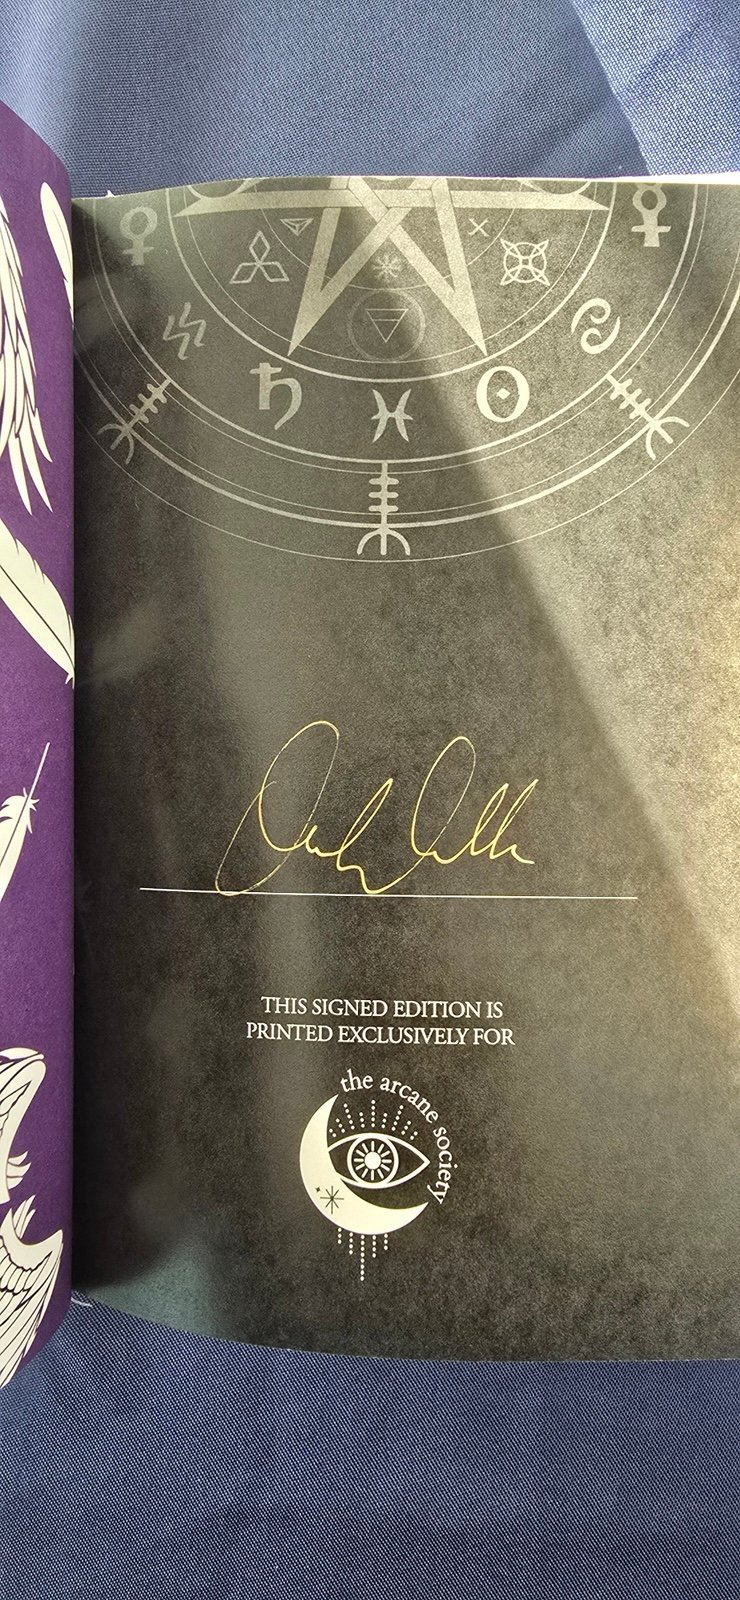 THIS SIGNED EDITION IS
PRINTED EXCLUSIVELY FOR
the arcane society